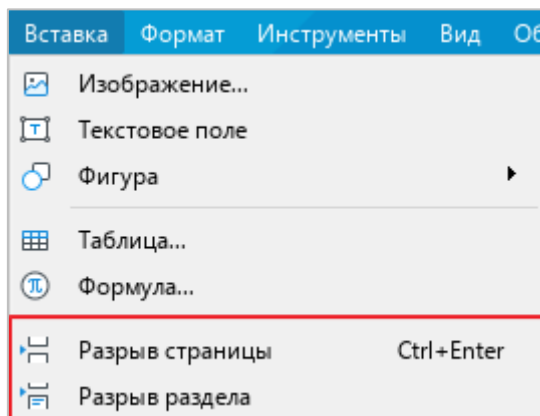 Вставка Формат Инструменты Вид
Изображение...
Текстовое поле
Фигура
Таблица...
Формула...
Разрыв страницы Ctrl+Enter
Разрыв раздела